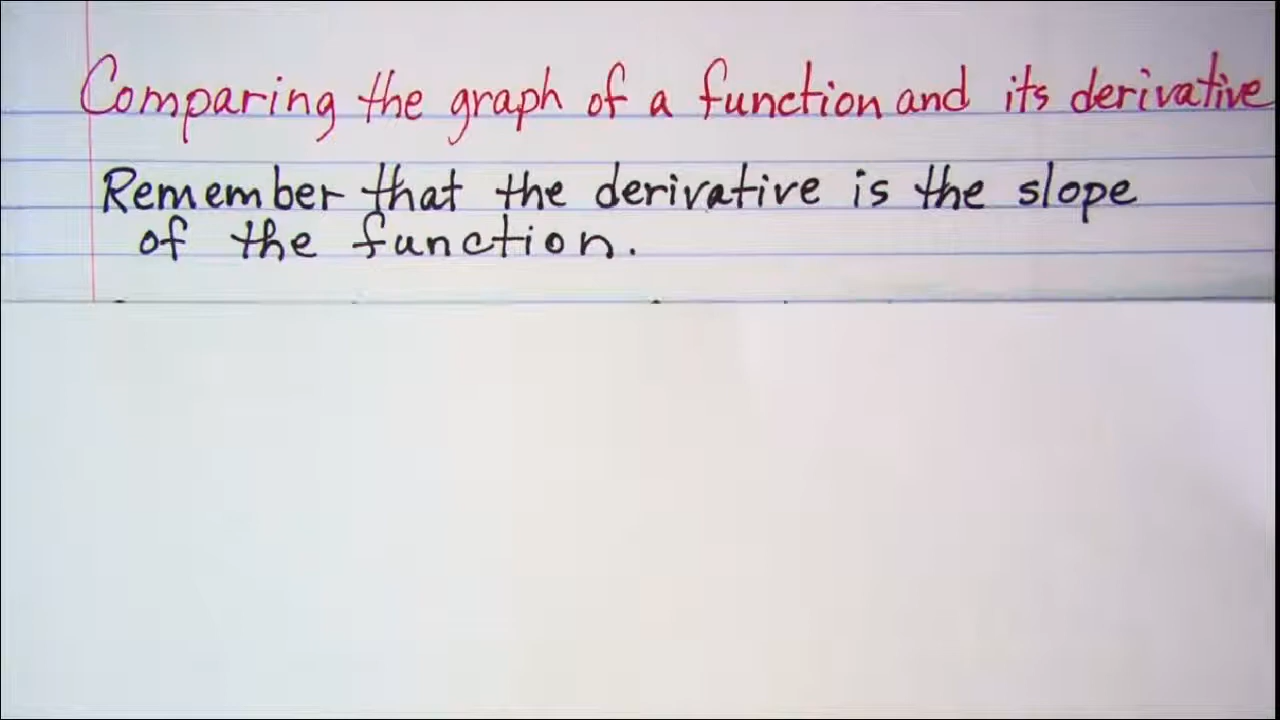 Comparing the graph of a function and its derivative
Remember that the derivative is the slope
of the function.